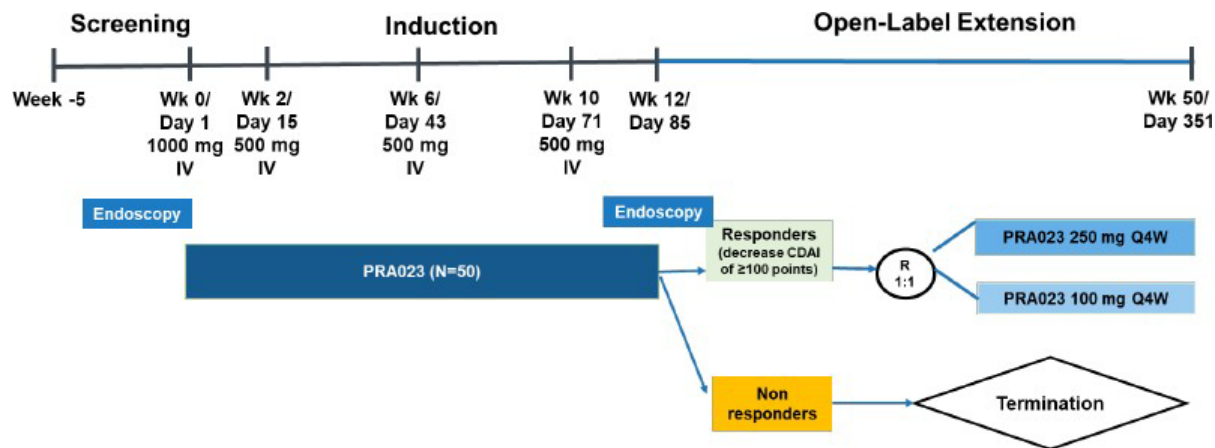 Screening
Induction
Open-Label Extension
Week -5
Wk 0/
Day 1
1000 mg
IV
Wk 2/
Day 15
500 mg
IV
Wk 6/
Day 43
500 mg
IV
Wk 10
Day 71
500 mg
IV
Wk 12/
Day 85
Wk 50/
Day 351
Endoscopy
Endoscopy
PRA023 (N=50)
Responders
(decrease CDAI
of ≥100 points)
R
1:1
PRA023 250 mg Q4W
PRA023 100 mg Q4W
Non
responders
Termination